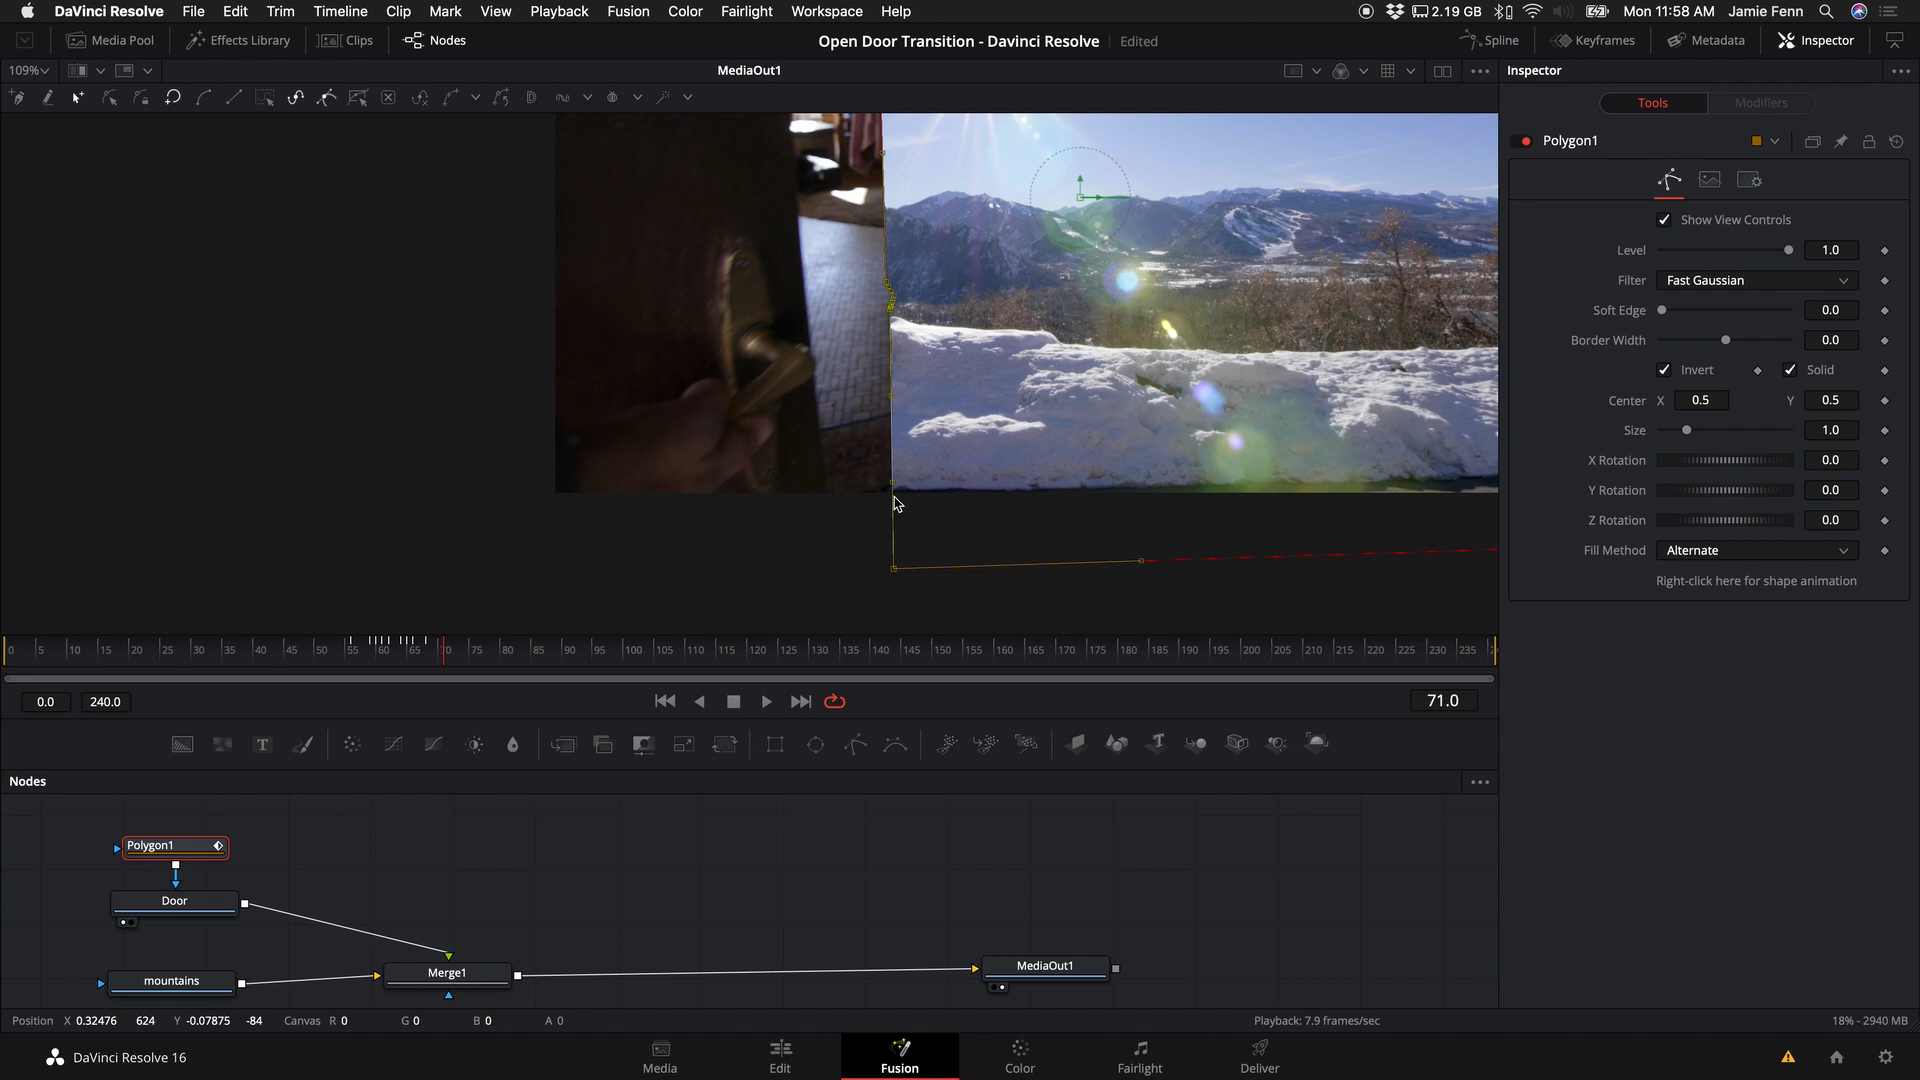 DaVinci Resolve File Edit Trim Timeline Clip Mark View Playback Fusion Color Fairlight Workspace Help 2.19 GB Mon 11:58 AM Jamie Fenn
Media Pool Effects Library Clips Nodes Open Door Transition - Davinci Resolve Edited Spline Keyframes Metadata Inspector
109% MediaOut1 Inspector
Tools Modifiers
Polygon1
Show View Controls
Level 1.0
Filter Fast Gaussian
Soft Edge 0.0
Border Width 0.0
Invert Solid
Center X 0.5 Y 0.5
Size 1.0
X Rotation 0.0
Y Rotation 0.0
Z Rotation 0.0
Fill Method Alternate
Right-click here for shape animation
0 5 10 15 20 25 30 35 40 45 50 55 60 65 70 75 80 85 90 95 100 105 110 115 120 125 130 135 140 145 150 155 160 165 170 175 180 185 190 195 200 205 210 215 220 225 230 235
0.0 240.0 71.0
T
Nodes
Polygon1
Door
mountains Merge1 MediaOut1
Position X 0.32476 624 Y -0.07875 -84 Canvas R 0 G 0 B 0 A 0 Playback: 7.9 frames/sec 18% - 2940 MB
DaVinci Resolve 16 Media Edit Fusion Color Fairlight Deliver